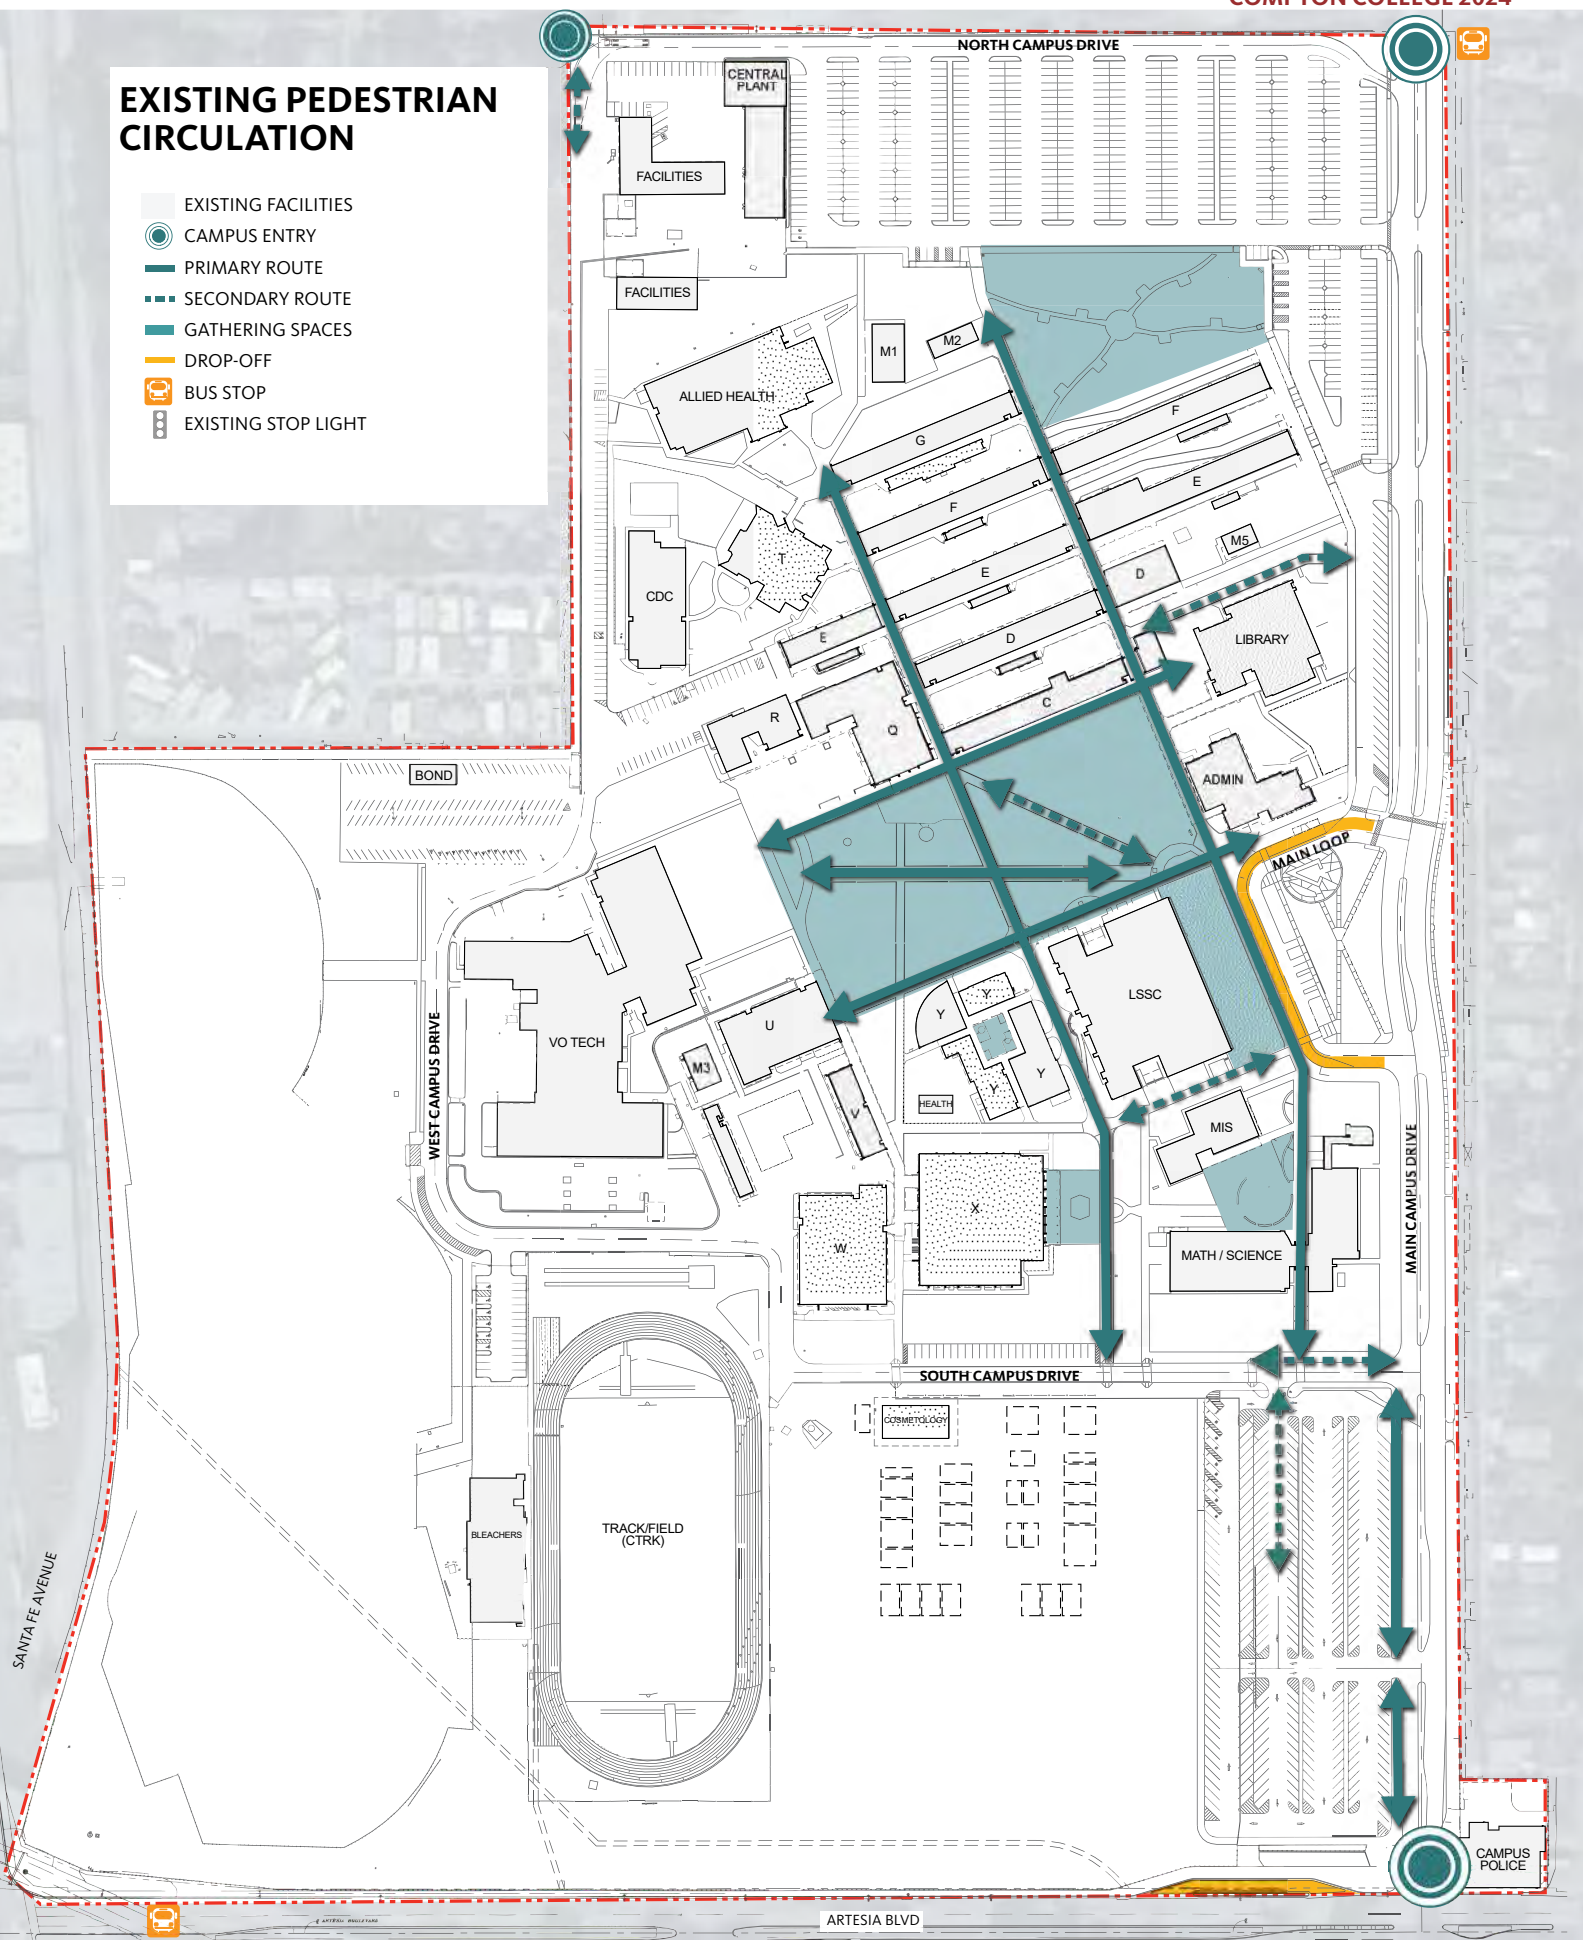 COMPTON COLLEGE 2024
NORTH CAMPUS DRIVE
EXISTING PEDESTRIAN
CIRCULATION
EXISTING FACILITIES
CAMPUS ENTRY
PRIMARY ROUTE
SECONDARY ROUTE
GATHERING SPACES
DROP-OFF
BUS STOP
EXISTING STOP LIGHT
CENTRAL
PLANT
FACILITIES
FACILITIES
M1
M2
ALLIED HEALTH
G
F
F
E
E
M5
D
T
CDC
E
D
LIBRARY
E
C
R
Q
BOND
ADMIN
MAIN LOOP
LSSC
Y
Y
Y
Y
U
VO TECH
M3
V
HEALTH
MIS
WEST CAMPUS DRIVE
MAIN CAMPUS DRIVE
X
W
MATH / SCIENCE
SOUTH CAMPUS DRIVE
COSMETOLOGY
BLEACHERS
TRACK/FIELD
(CTRK)
SANTA FE AVENUE
CAMPUS
POLICE
ARTESIA BLVD
ARTESIA BOULEVARD